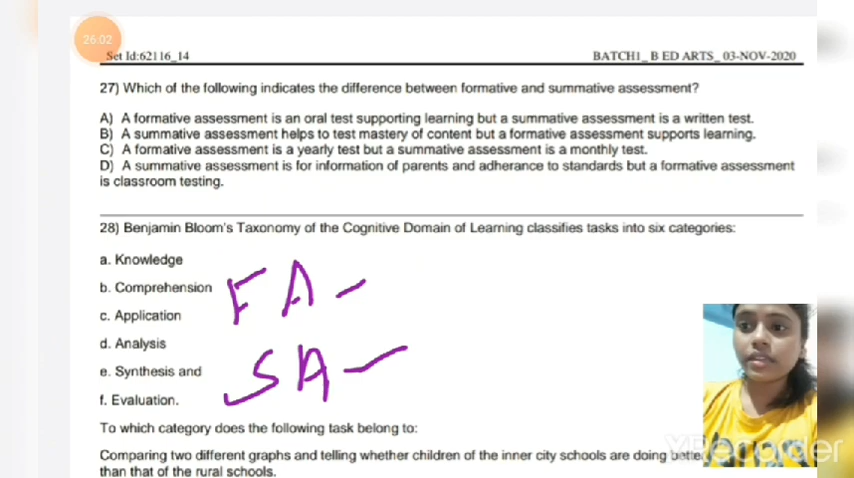 26:02
Set Id:62116_14
BATCH1_ B ED ARTS_ 03-NOV-2020
27) Which of the following indicates the difference between formative and summative assessment?
A) A formative assessment is an oral test supporting learning but a summative assessment is a written test.
B) A summative assessment helps to test mastery of content but a formative assessment supports learning.
C) A formative assessment is a yearly test but a summative assessment is a monthly test.
D) A summative assessment is for information of parents and adherance to standards but a formative assessment
is classroom testing.
28) Benjamin Bloom's Taxonomy of the Cognitive Domain of Learning classifies tasks into six categories:
a. Knowledge
b. Comprehension
c. Application
FA –
d. Analysis
e. Synthesis and
SA –
f. Evaluation.
To which category does the following task belong to:
Comparing two different graphs and telling whether children of the inner city schools are doing
than that of the rural schools.
XRecorder